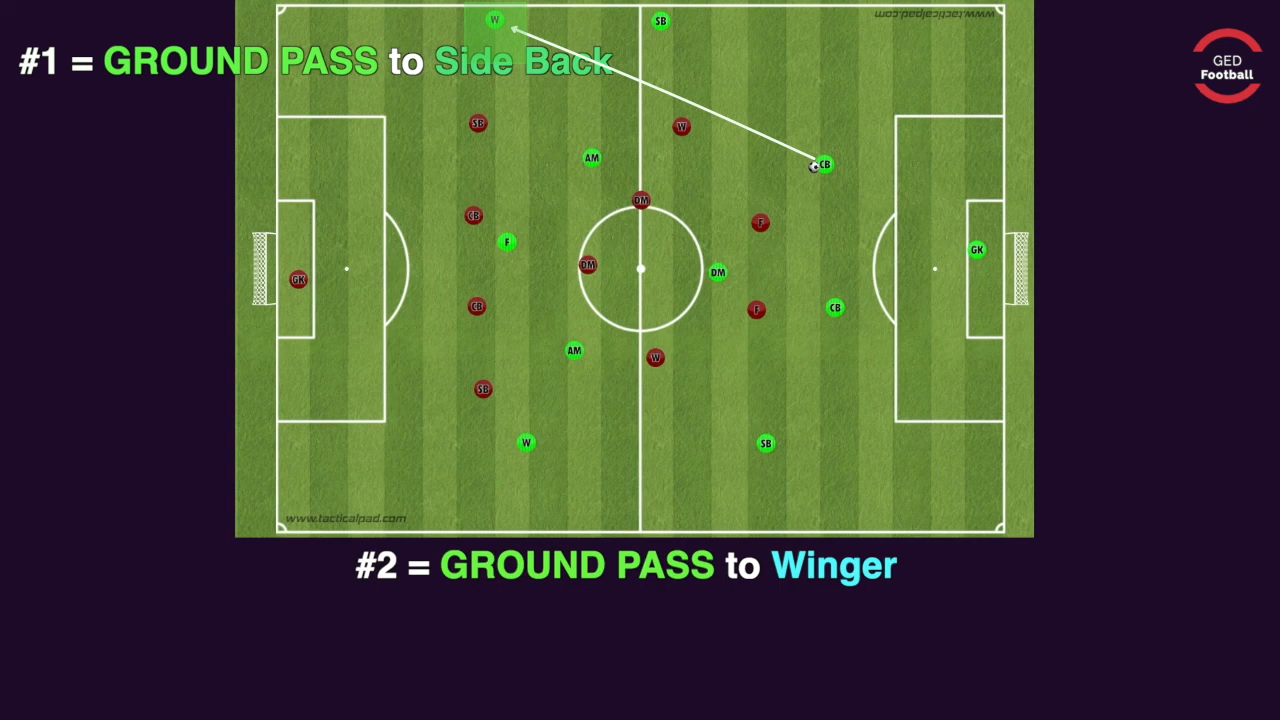 W
SB
www.tacticalpad.com
#1 = GROUND PASS to Side Back
GED
Football
SB
W
AM
CB
DM
CB
F
F
GK
DM
DM
GK
CB
F
CB
AM
W
SB
W
SB
www.tacticalpad.com
#2 = GROUND PASS to Winger